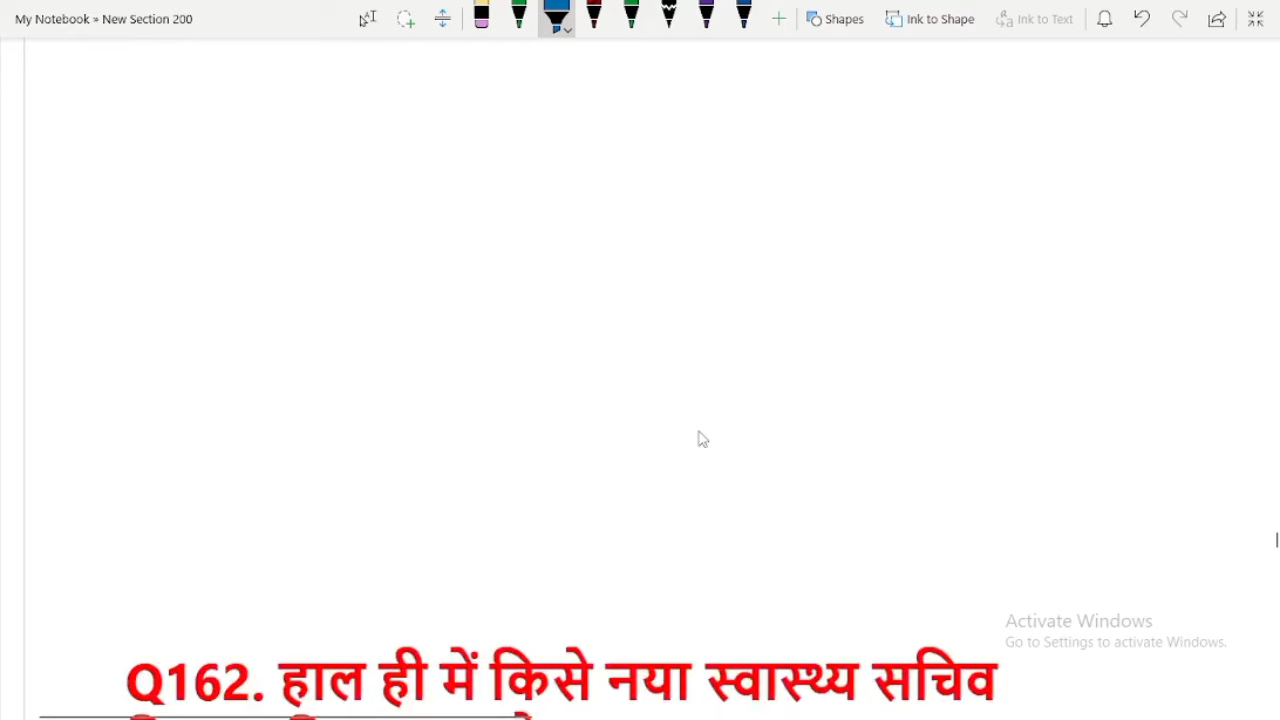 My Notebook » New Section 200
Shapes
Ink to Shape
Ink to Text
Activate Windows
Go to Settings to activate Windows.
Q162. हाल ही में किसे नया स्वास्थ्य सचिव